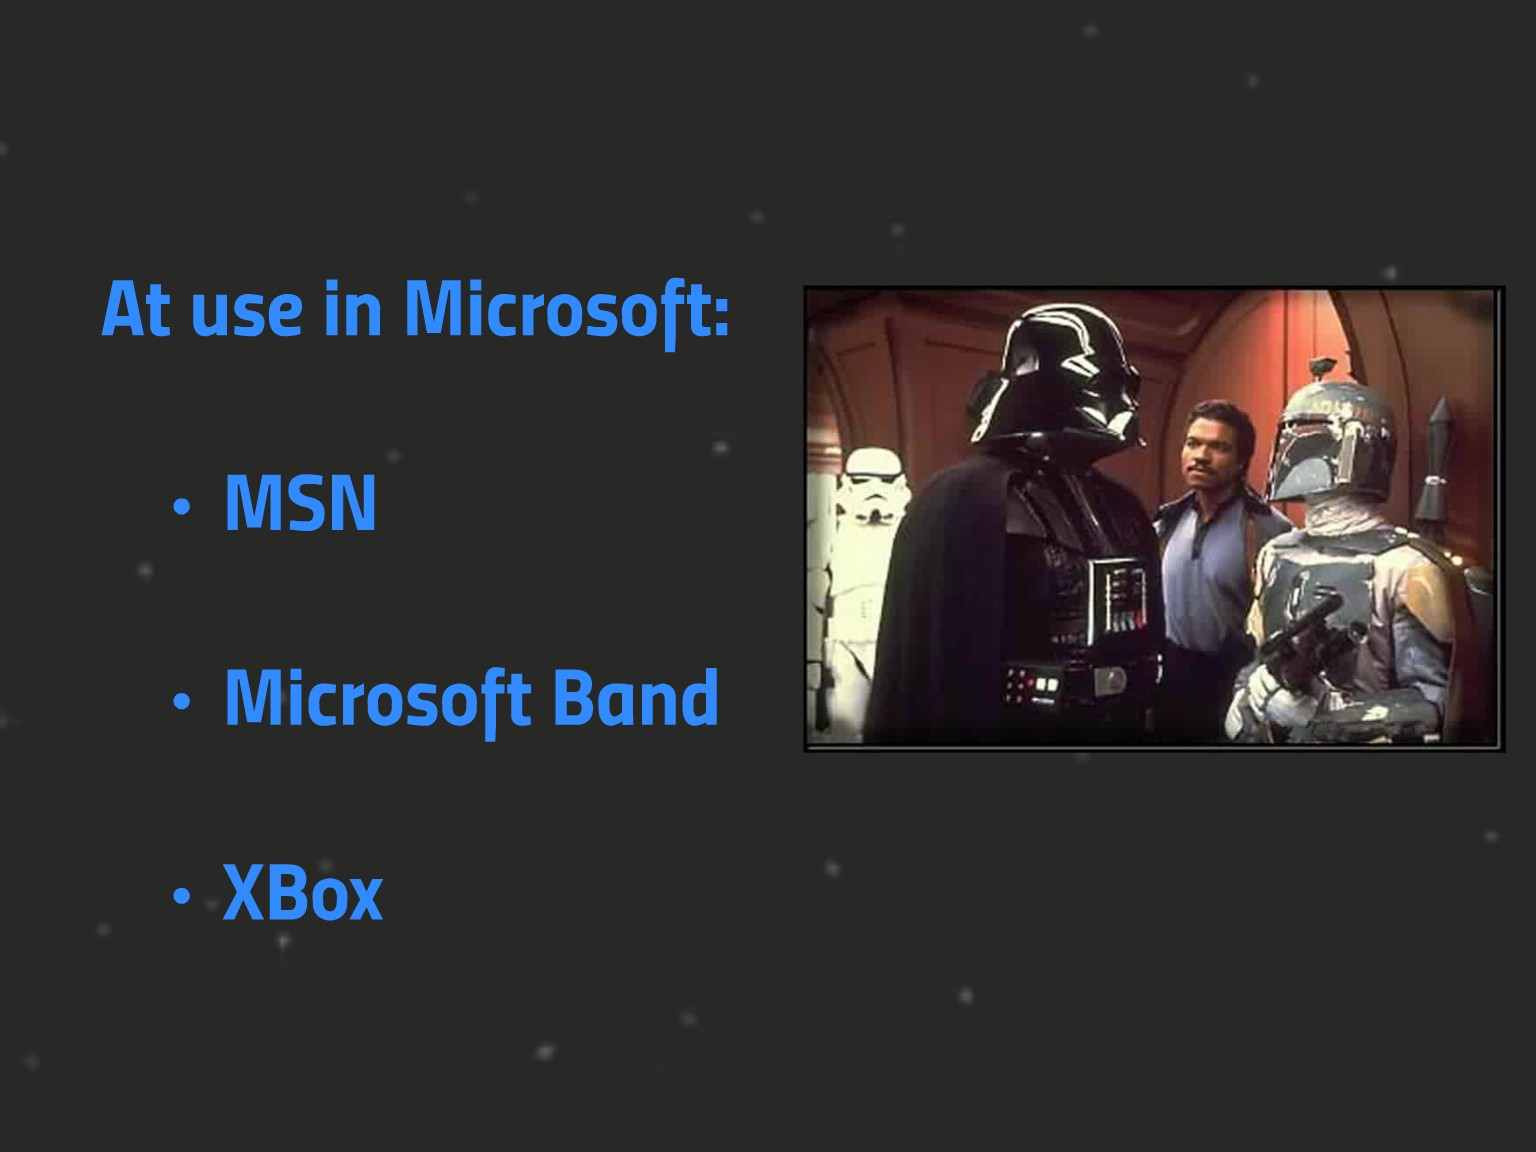 At use in Microsoft:
• MSN
• Microsoft Band
• XBox